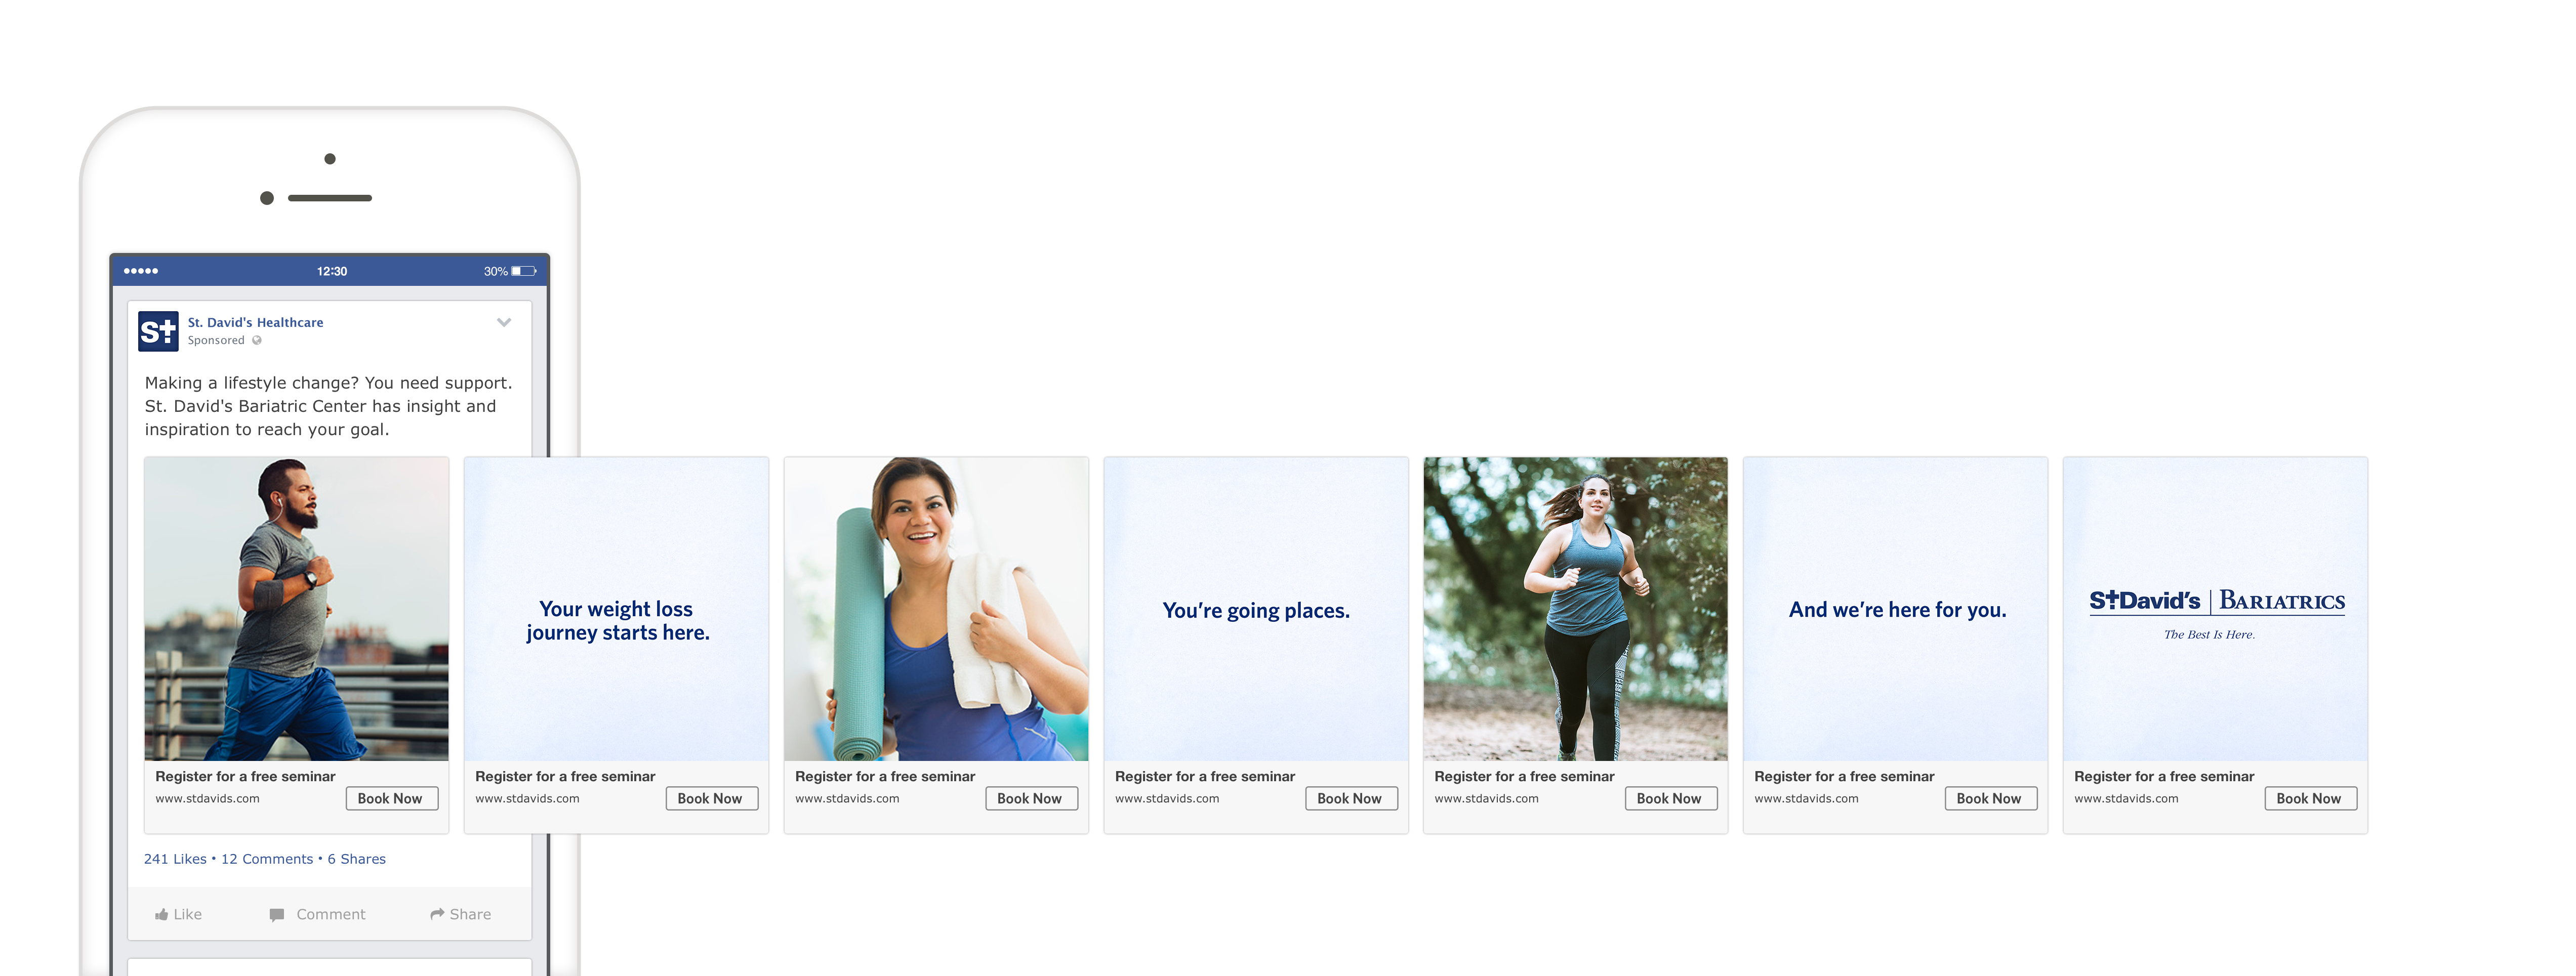 12:30
30%
St
St. David's Healthcare
Sponsored
Making a lifestyle change? You need support.
St. David's Bariatric Center has insight and
inspiration to reach your goal.
Register for a free seminar
www.stdavids.com
Book Now
Your weight loss
journey starts here.
Register for a free seminar
www.stdavids.com
Book Now
Register for a free seminar
www.stdavids.com
Book Now
You're going places.
Register for a free seminar
www.stdavids.com
Book Now
Register for a free seminar
www.stdavids.com
Book Now
And we're here for you.
Register for a free seminar
www.stdavids.com
Book Now
St David's | BARIATRICS
The Best Is Here.
Register for a free seminar
www.stdavids.com
Book Now
241 Likes • 12 Comments • 6 Shares
Like Comment Share